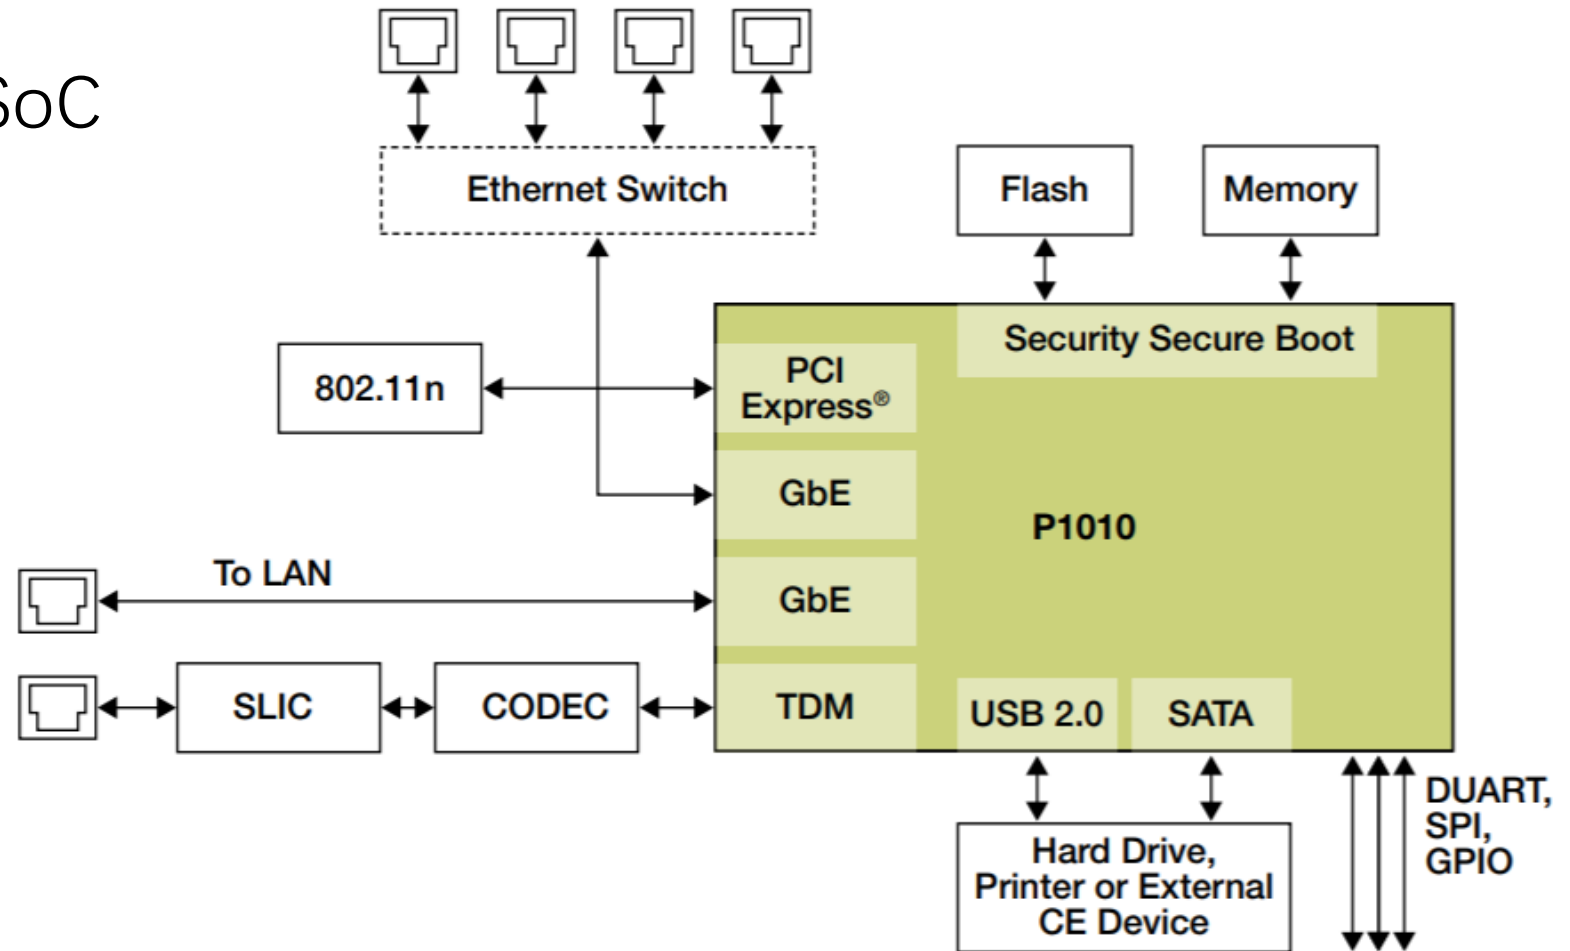 SoC
Ethernet Switch
Flash
Memory
Security Secure Boot
802.11n
PCI
Express®
GbE
P1010
To LAN
GbE
SLIC
CODEC
TDM
USB 2.0
SATA
DUART,
SPI,
GPIO
Hard Drive,
Printer or External
CE Device